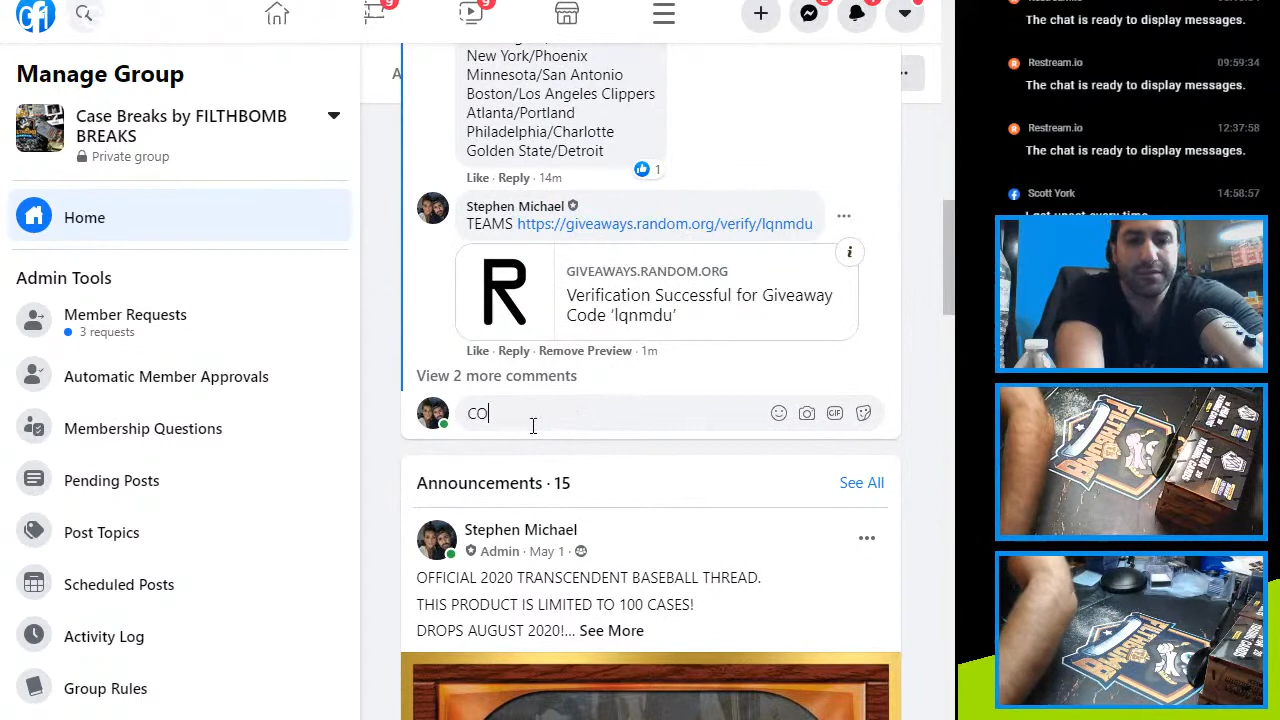 9
9
Manage Group
Case Breaks by FILTHBOMB
BREAKS
Private group
Home
Admin Tools
Member Requests
3 requests
Automatic Member Approvals
Membership Questions
Pending Posts
Post Topics
Scheduled Posts
Activity Log
Group Rules
New York/Phoenix
Minnesota/San Antonio
Boston/Los Angeles Clippers
Atlanta/Portland
Philadelphia/Charlotte
Golden State/Detroit
1
Like · Reply · 14m
Stephen Michael
TEAMS https://giveaways.random.org/verify/lqnmdu
R
GIVEAWAYS.RANDOM.ORG
Verification Successful for Giveaway
Code ‘lqnmdu’
Like · Reply · Remove Preview · 1m
View 2 more comments
CO
GIF
Announcements · 15
See All
Stephen Michael
Admin · May 1 ·
OFFICIAL 2020 TRANSCENDENT BASEBALL THREAD.
THIS PRODUCT IS LIMITED TO 100 CASES!
DROPS AUGUST 2020!... See More
The chat is ready to display messages.
Restream.io 09:59:34
The chat is ready to display messages.
Restream.io 12:37:58
The chat is ready to display messages.
Scott York 14:58:57
FILTHBOMB